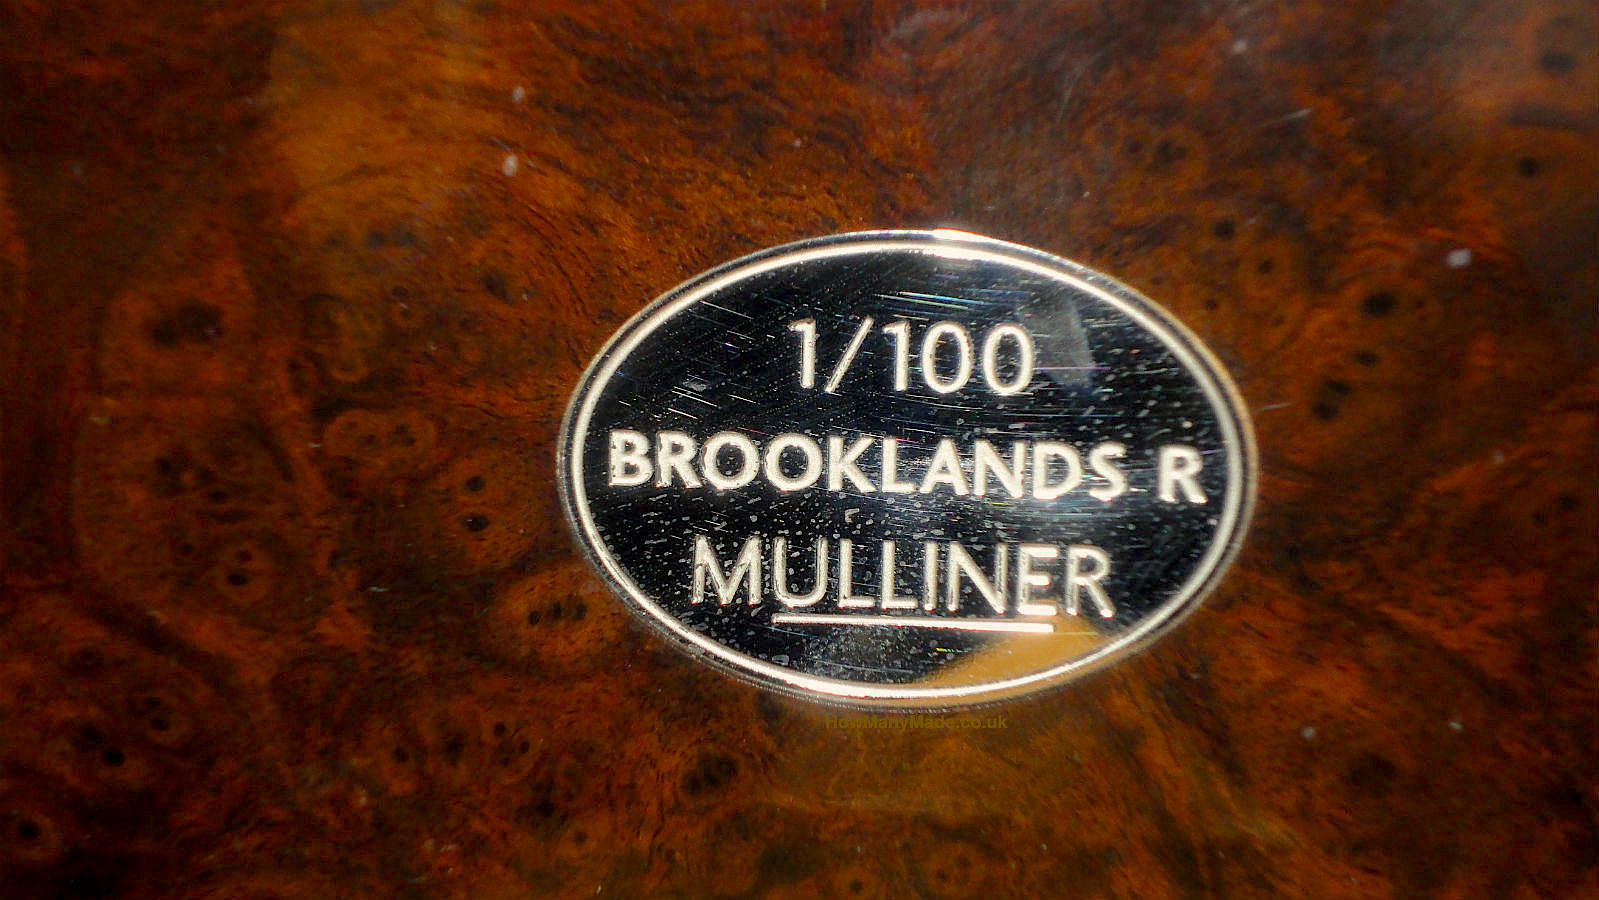 1/100
BROOKLANDS R
MULLINER
HowManyMade.co.uk